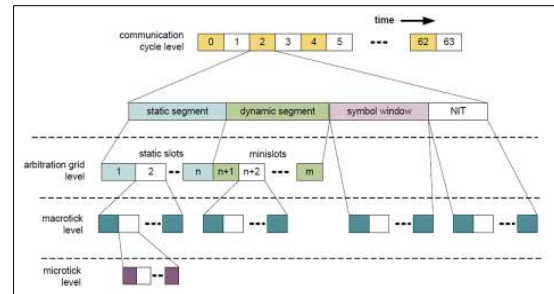 time
communication
cycle level
0 1 2 3 4 5 62 63
static segment dynamic segment symbol window NIT
static slots minislots
arbitration grid
level
1 2 n n+1 n+2 m
macrotick
level
microtick
level